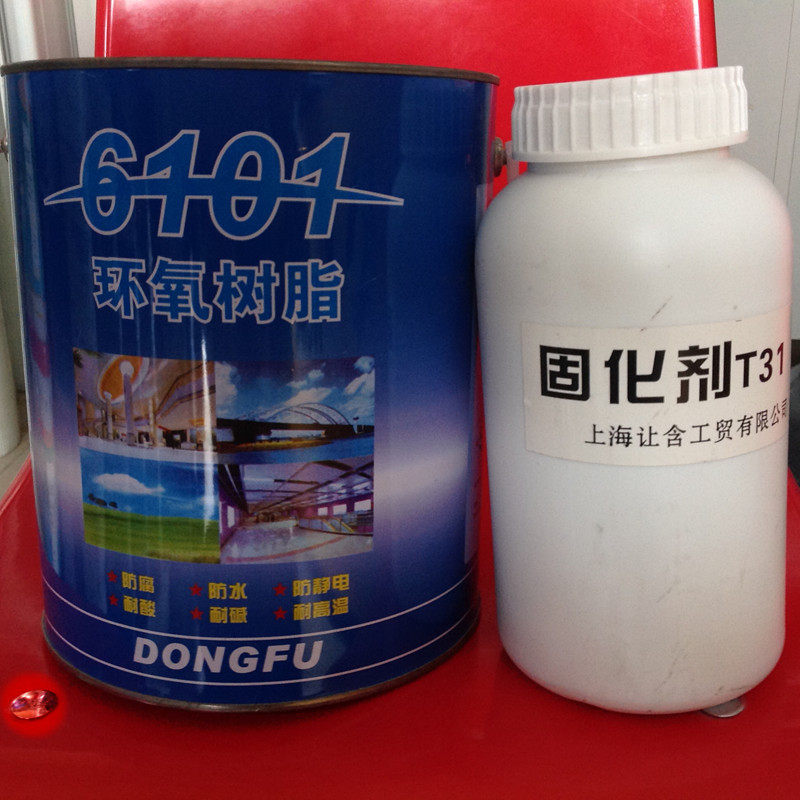 6101
环氧树脂
★防腐 ★防水 ★防静电
★耐酸 ★耐碱 ★耐高温
DONGFU
固化剂T31
上海让含工贸有限公司